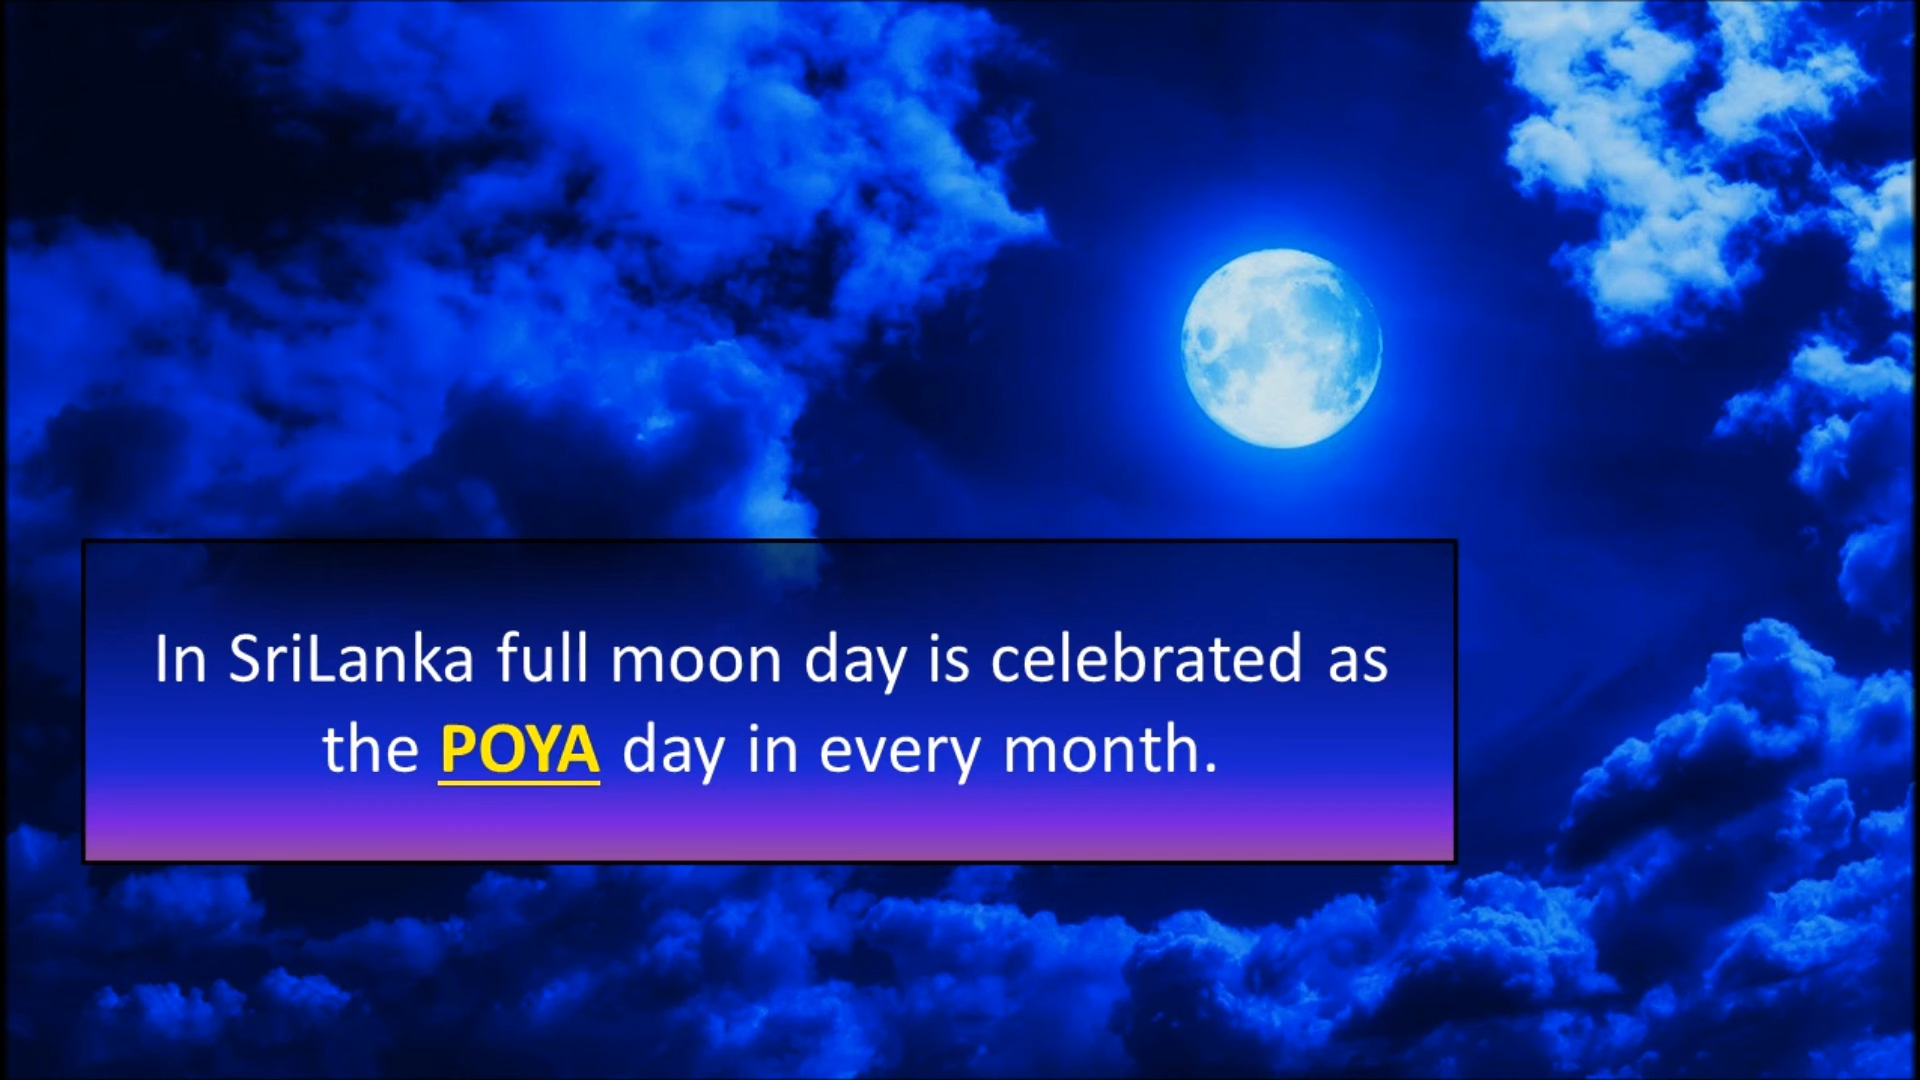 In SriLanka full moon day is celebrated as
the POYA day in every month.